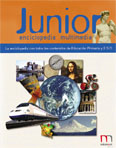 Junior
enciclopedia multimedia
La enciclopedia con todos los contenidos de Educación Primaria y E.S.O.